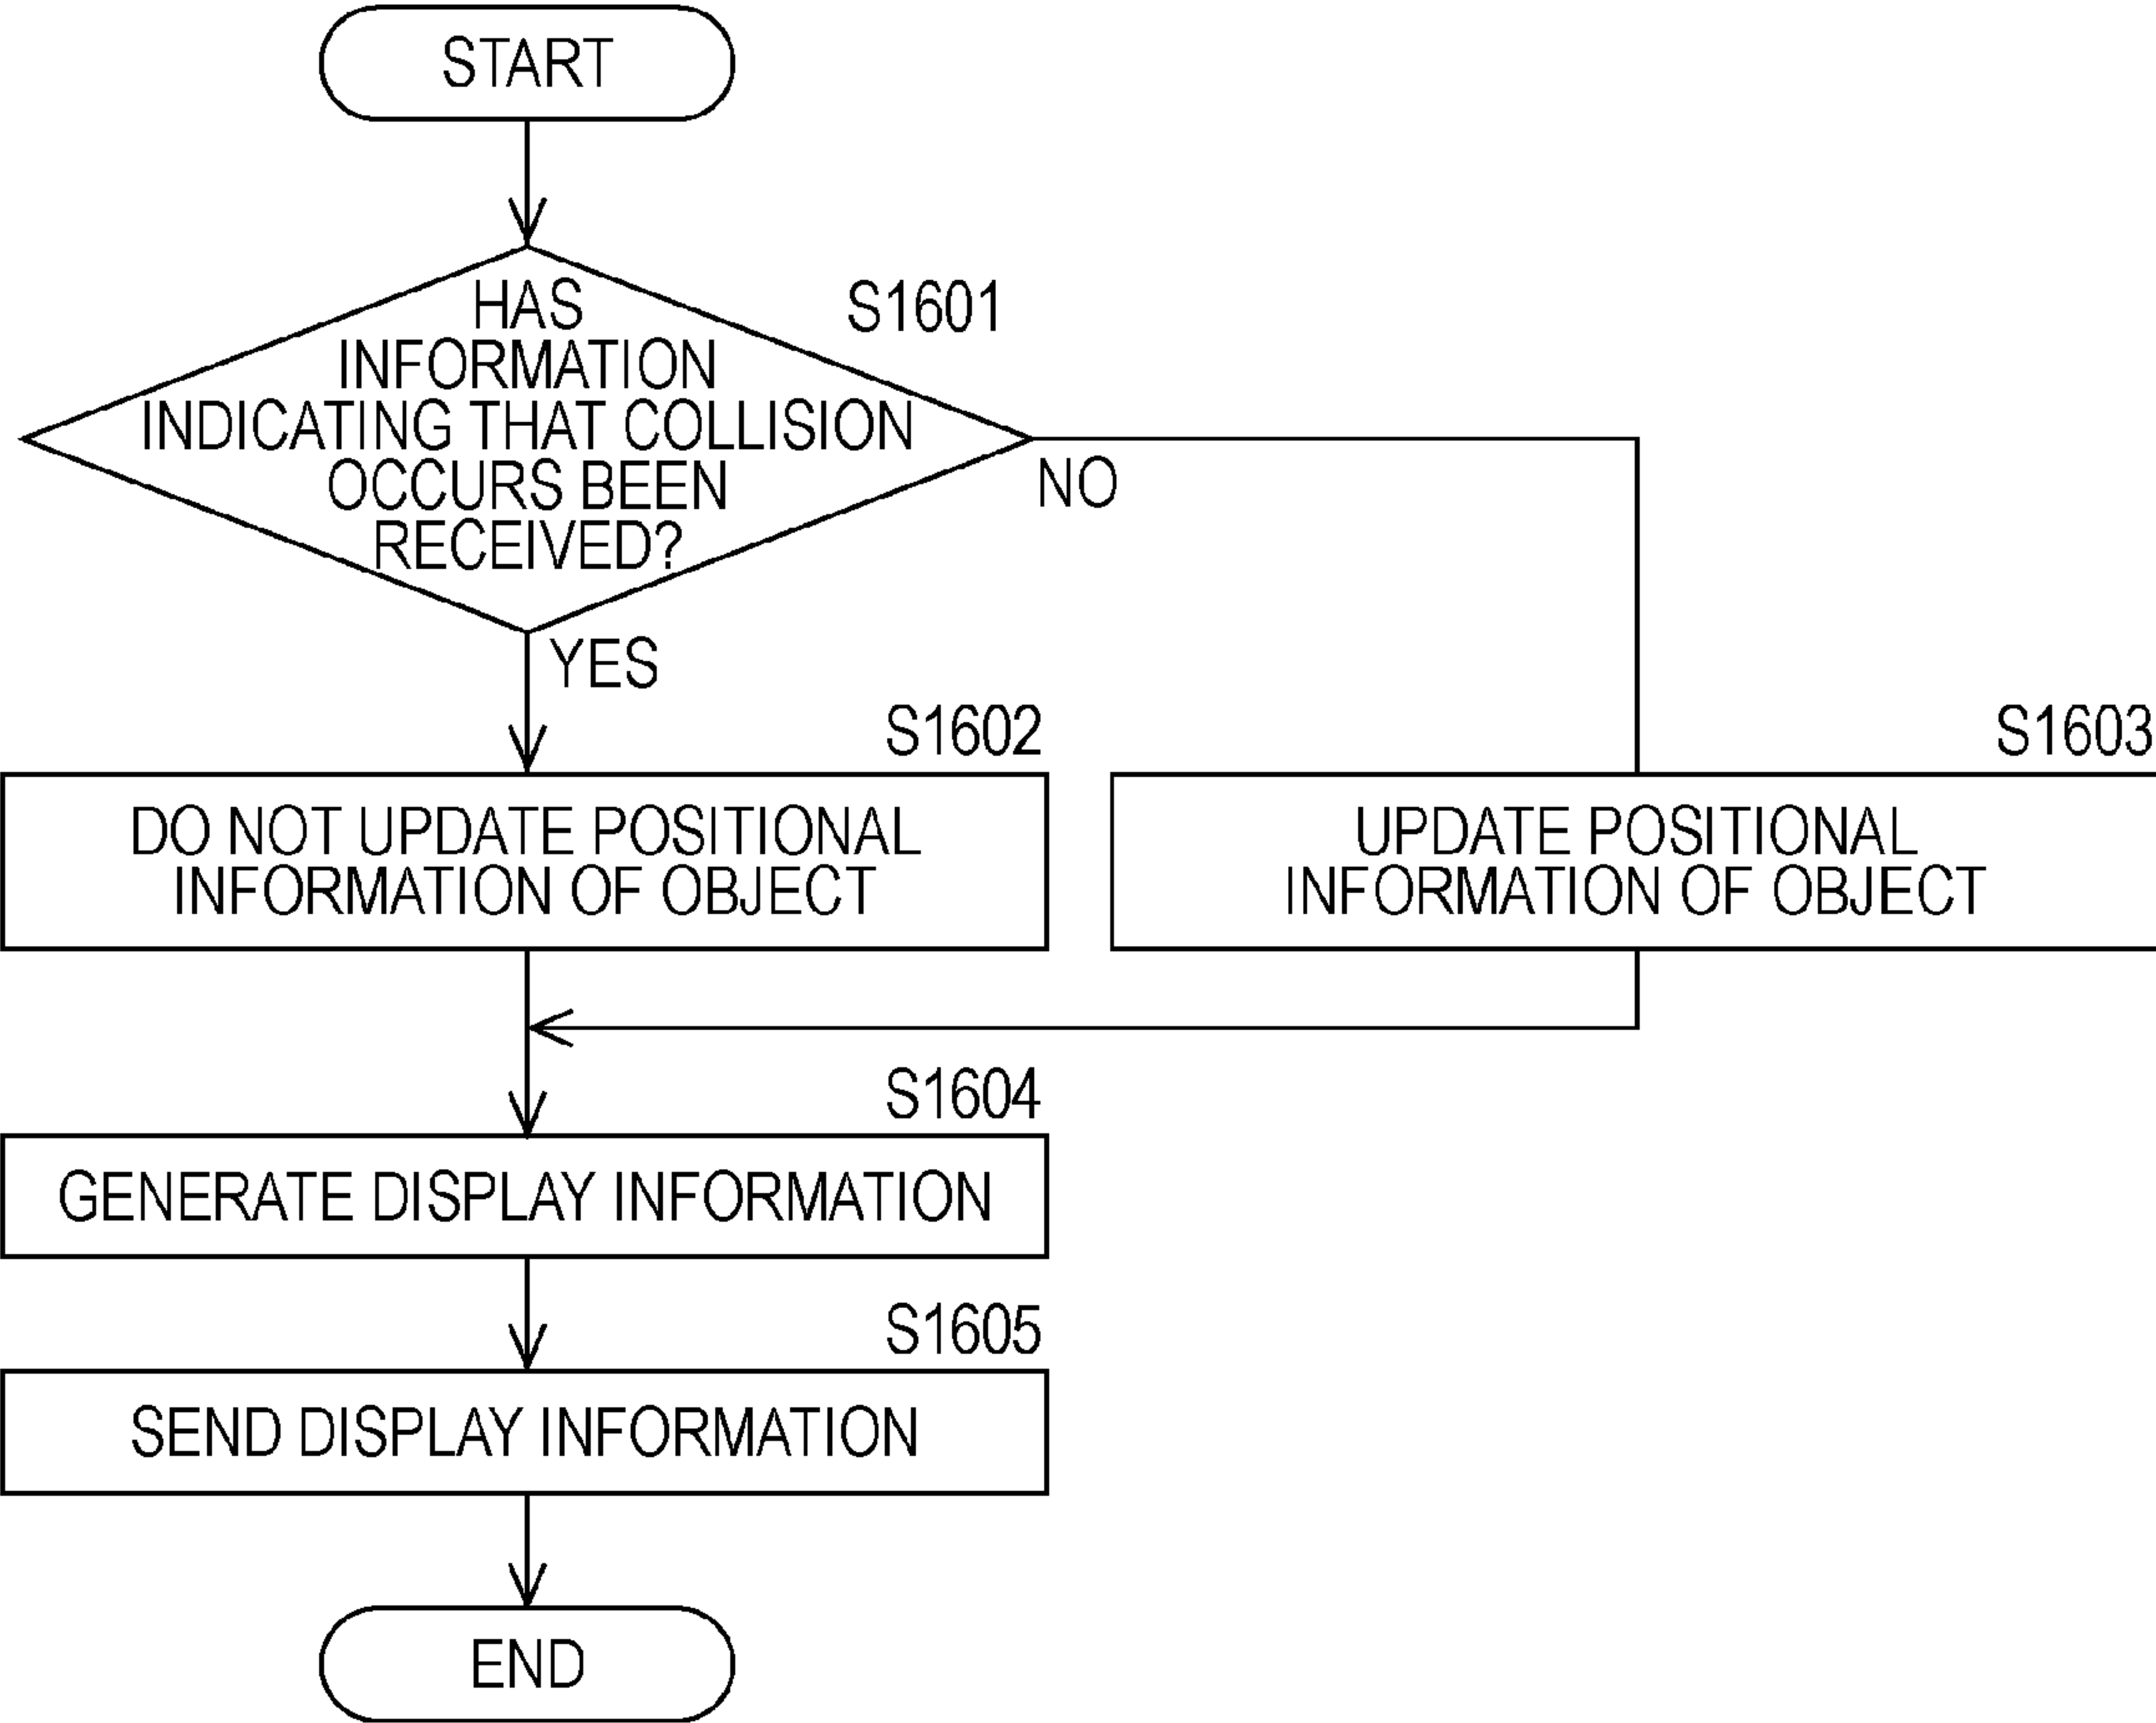 START
S1601
HAS
INFORMATION
INDICATING THAT COLLISION
OCCURS BEEN
RECEIVED?
NO
YES
S1602
DO NOT UPDATE POSITIONAL
INFORMATION OF OBJECT
S1603
UPDATE POSITIONAL
INFORMATION OF OBJECT
S1604
GENERATE DISPLAY INFORMATION
S1605
SEND DISPLAY INFORMATION
END